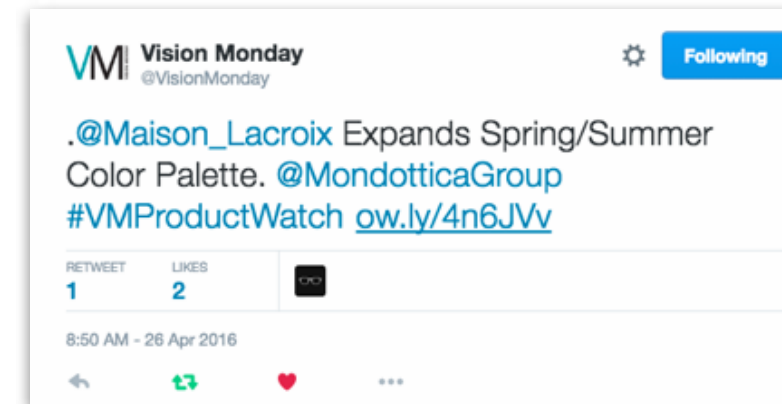 VM Vision Monday
@VisionMonday
Following
.@Maison_Lacroix Expands Spring/Summer
Color Palette. @MondotticaGroup
#VMProductWatch ow.ly/4n6JVv
RETWEET LIKES
1 2
8:50 AM - 26 Apr 2016